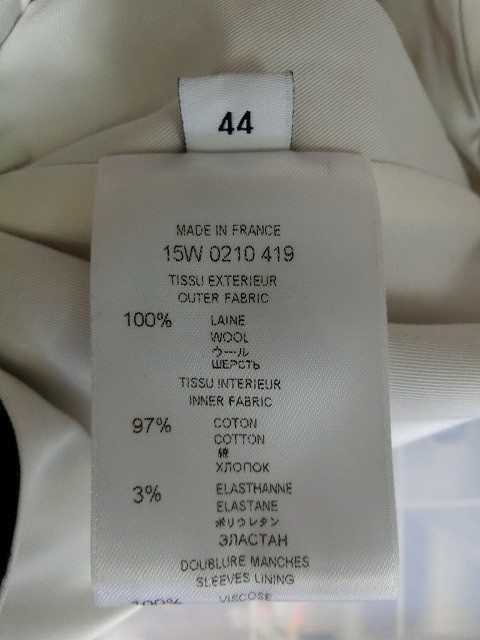 44
MADE IN FRANCE
15W 0210 419
TISSU EXTERIEUR
OUTER FABRIC
100% LAINE
WOOL
ウール
ШЕРСТЬ
TISSU INTERIEUR
INNER FABRIC
97% COTON
COTTON
綿
ХЛОПОК
3% ELASTHANNE
ELASTANE
ポリウレタン
ЭЛАСТАН
DOUBLURE MANCHES
SLEEVES LINING
100% VISCOSE